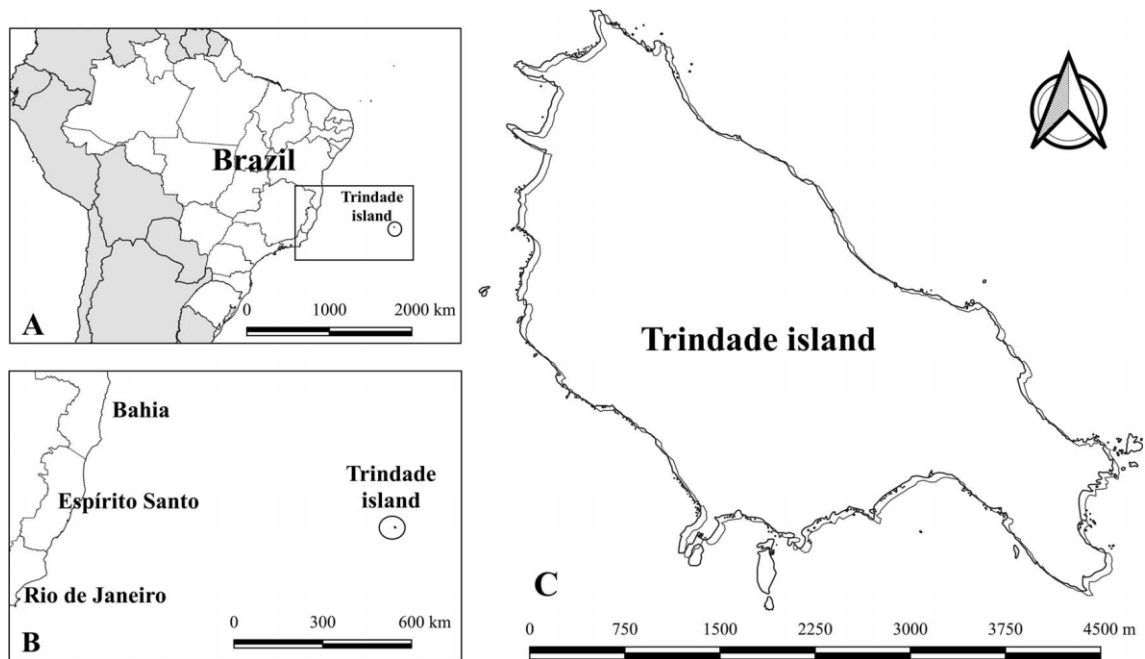 Brazil
Trindade
island
0 1000 2000 km
A
Bahia
Trindade
island
Espírito Santo
Rio de Janeiro
0 300 600 km
B
Trindade island
C
0 750 1500 2250 3000 3750 4500 m